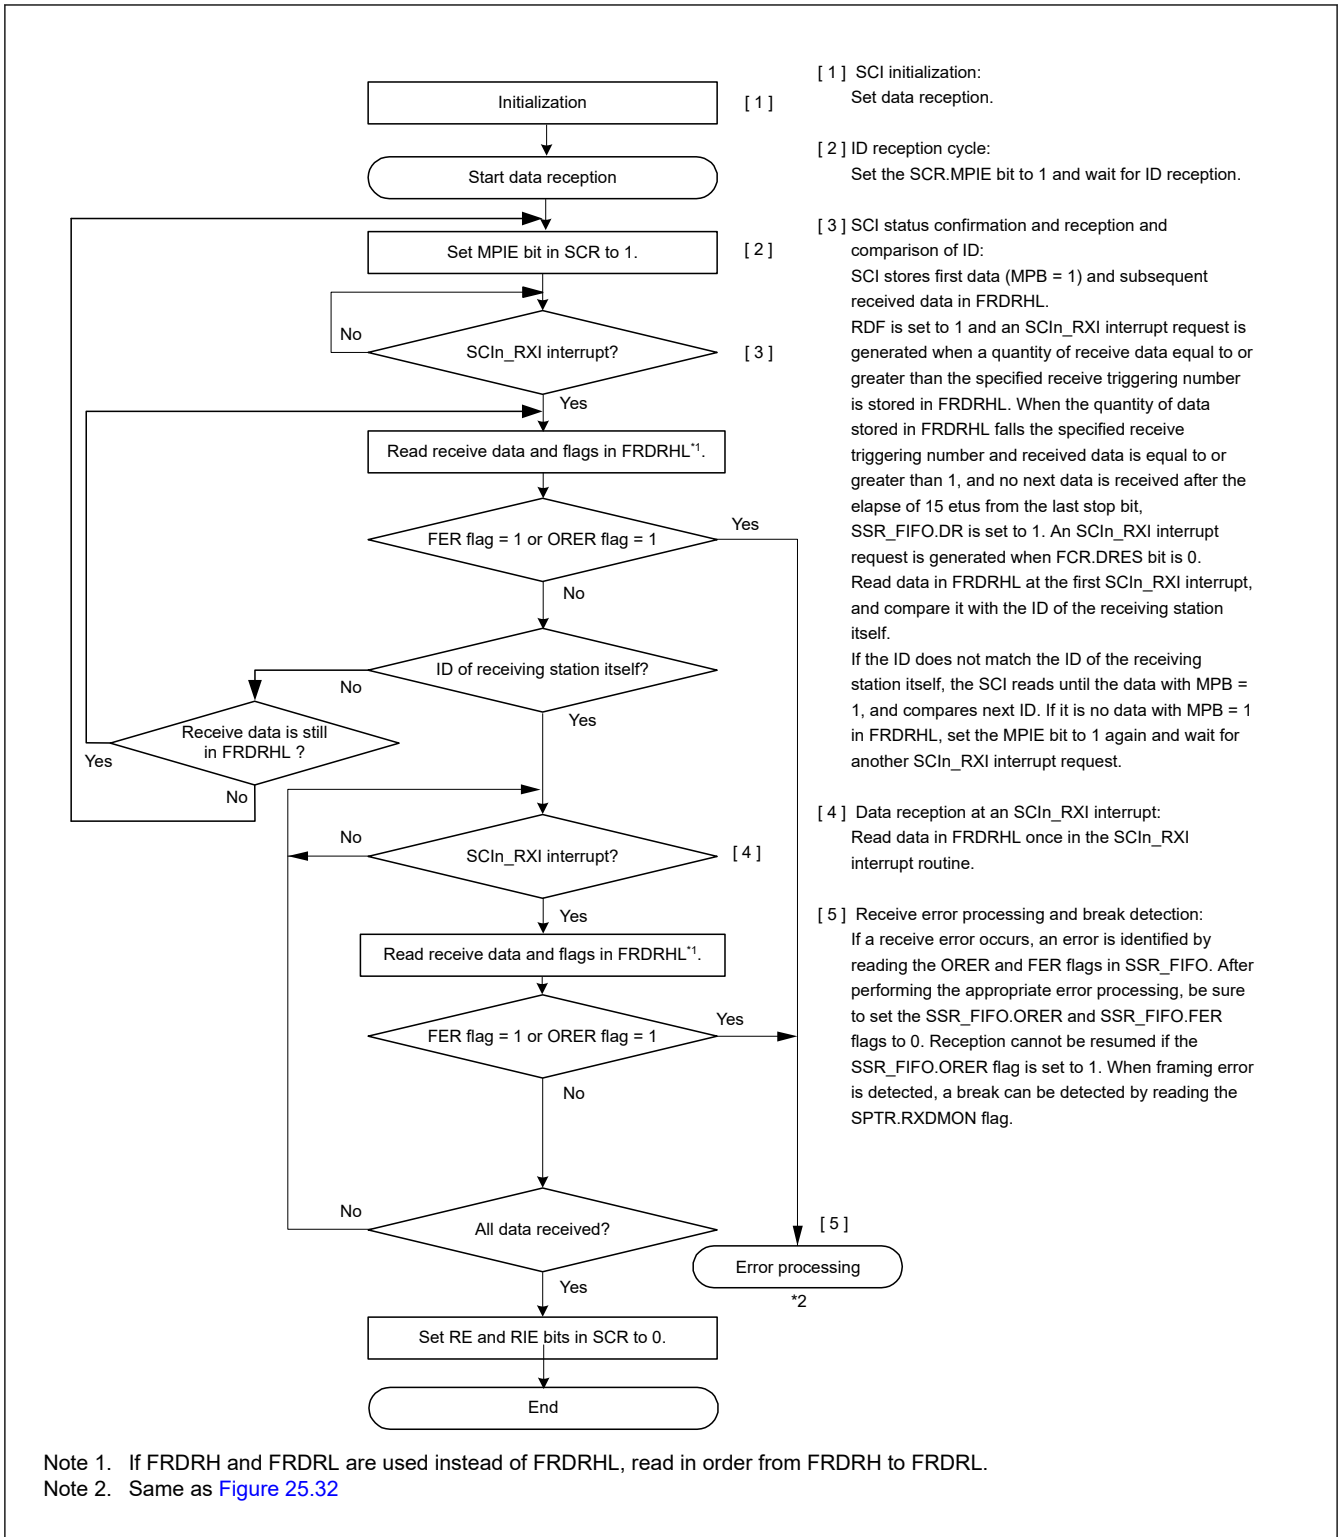 Initialization
[ 1 ]
Start data reception
Set MPIE bit in SCR to 1.
[ 2 ]
No
SCIn_RXI interrupt?
[ 3 ]
Yes
Read receive data and flags in FRDRHL*1.
FER flag = 1 or ORER flag = 1
Yes
No
ID of receiving station itself?
No
Yes
Receive data is still
in FRDRHL ?
Yes
No
No
SCIn_RXI interrupt?
[ 4 ]
Yes
Read receive data and flags in FRDRHL*1.
FER flag = 1 or ORER flag = 1
Yes
No
No
All data received?
[ 5 ]
Error processing
*2
Yes
Set RE and RIE bits in SCR to 0.
End
[ 1 ] SCI initialization:
Set data reception.
[ 2 ] ID reception cycle:
Set the SCR.MPIE bit to 1 and wait for ID reception.
[ 3 ] SCI status confirmation and reception and
comparison of ID:
SCI stores first data (MPB = 1) and subsequent
received data in FRDRHL.
RDF is set to 1 and an SCIn_RXI interrupt request is
generated when a quantity of receive data equal to or
greater than the specified receive triggering number
is stored in FRDRHL. When the quantity of data
stored in FRDRHL falls the specified receive
triggering number and received data is equal to or
greater than 1, and no next data is received after the
elapse of 15 etus from the last stop bit,
SSR_FIFO.DR is set to 1. An SCIn_RXI interrupt
request is generated when FCR.DRES bit is 0.
Read data in FRDRHL at the first SCIn_RXI interrupt,
and compare it with the ID of the receiving station
itself.
If the ID does not match the ID of the receiving
station itself, the SCI reads until the data with MPB =
1, and compares next ID. If it is no data with MPB = 1
in FRDRHL, set the MPIE bit to 1 again and wait for
another SCIn_RXI interrupt request.
[ 4 ] Data reception at an SCIn_RXI interrupt:
Read data in FRDRHL once in the SCIn_RXI
interrupt routine.
[ 5 ] Receive error processing and break detection:
If a receive error occurs, an error is identified by
reading the ORER and FER flags in SSR_FIFO. After
performing the appropriate error processing, be sure
to set the SSR_FIFO.ORER and SSR_FIFO.FER
flags to 0. Reception cannot be resumed if the
SSR_FIFO.ORER flag is set to 1. When framing error
is detected, a break can be detected by reading the
SPTR.RXDMON flag.
Note 1. If FRDRH and FRDRL are used instead of FRDRHL, read in order from FRDRH to FRDRL.
Note 2. Same as Figure 25.32